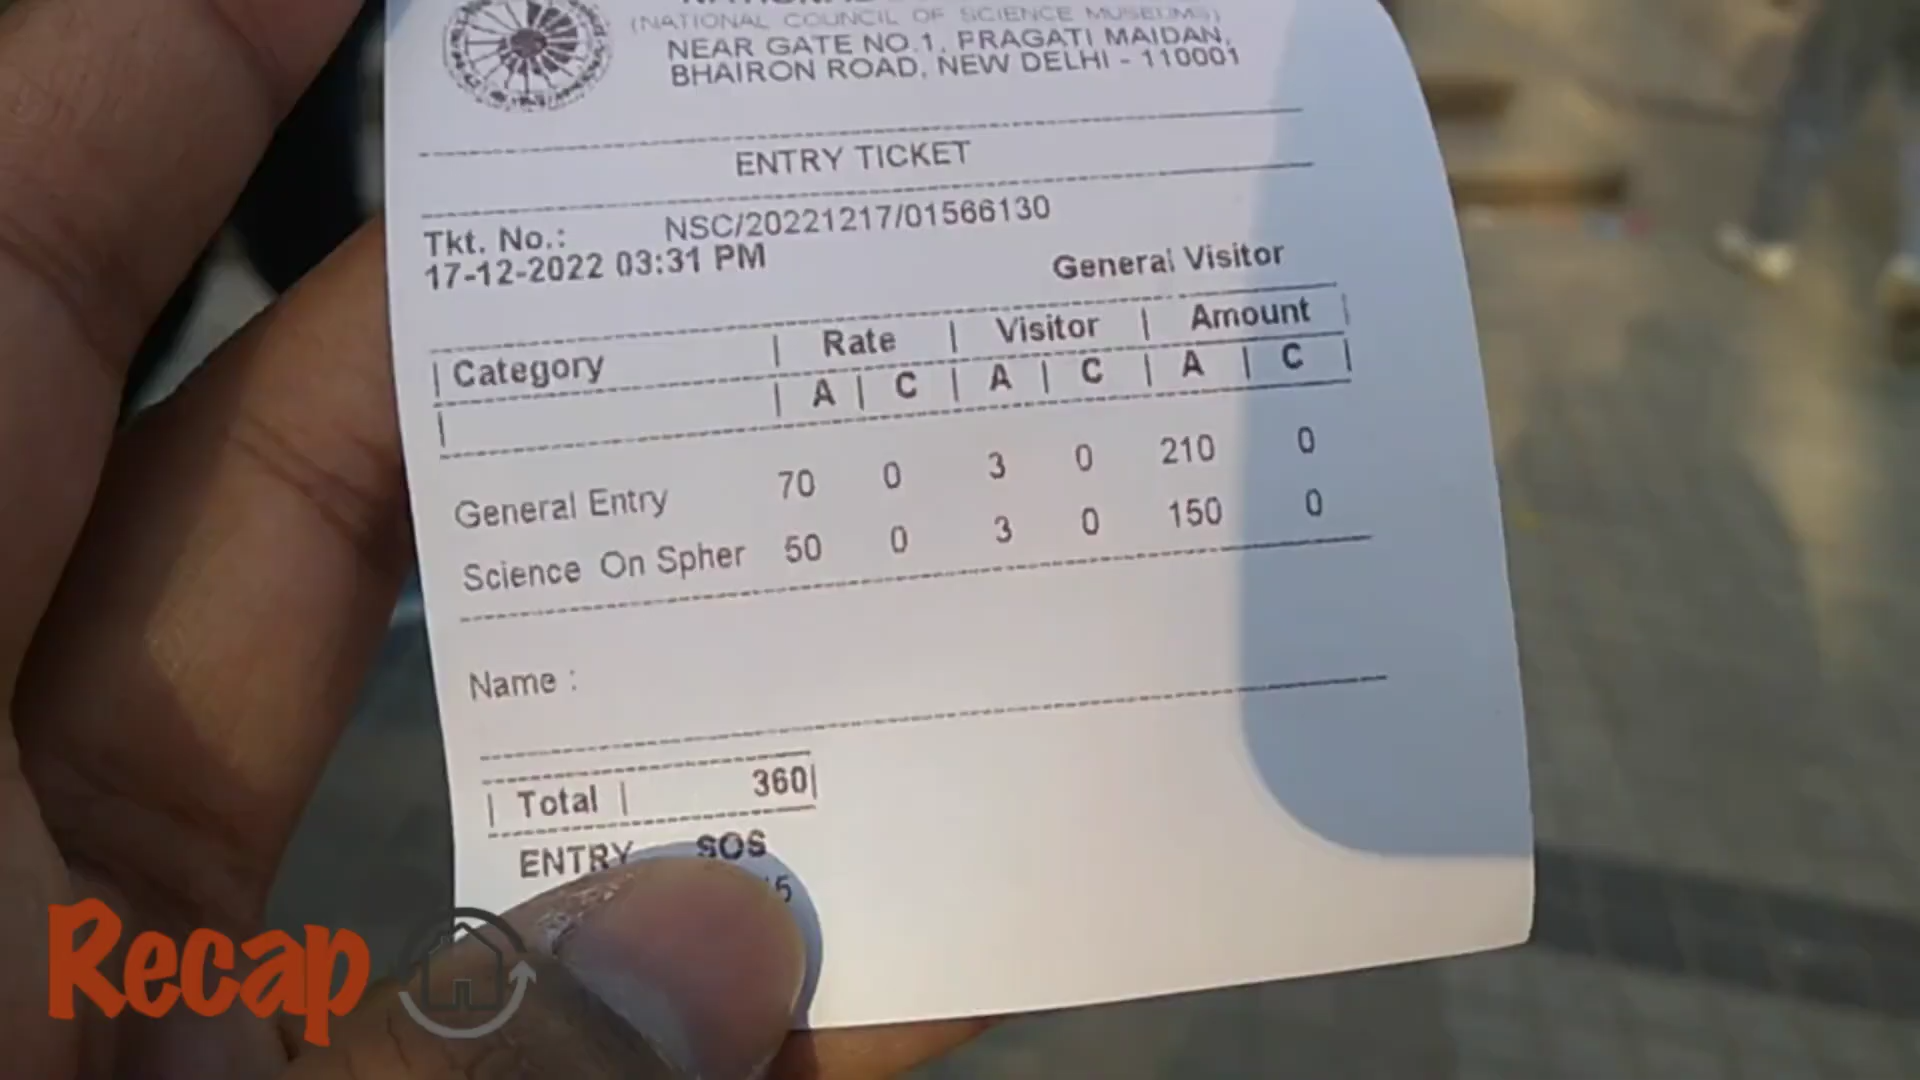 (NATIONAL COUNCIL OF SCIENCE MUSEUMS)
NEAR GATE NO.1, PRAGATI MAIDAN,
BHAIRON ROAD, NEW DELHI - 110001
ENTRY TICKET
Tkt. No.: NSC/20221217/01566130
17-12-2022 03:31 PM General Visitor
| Category | Rate | Visitor | Amount |
| | A | C | A | C | A | C |
General Entry 70 0 3 0 210 0
Science On Spher 50 0 3 0 150 0
Name :
| Total | 360|
ENTRY SOS
Recap